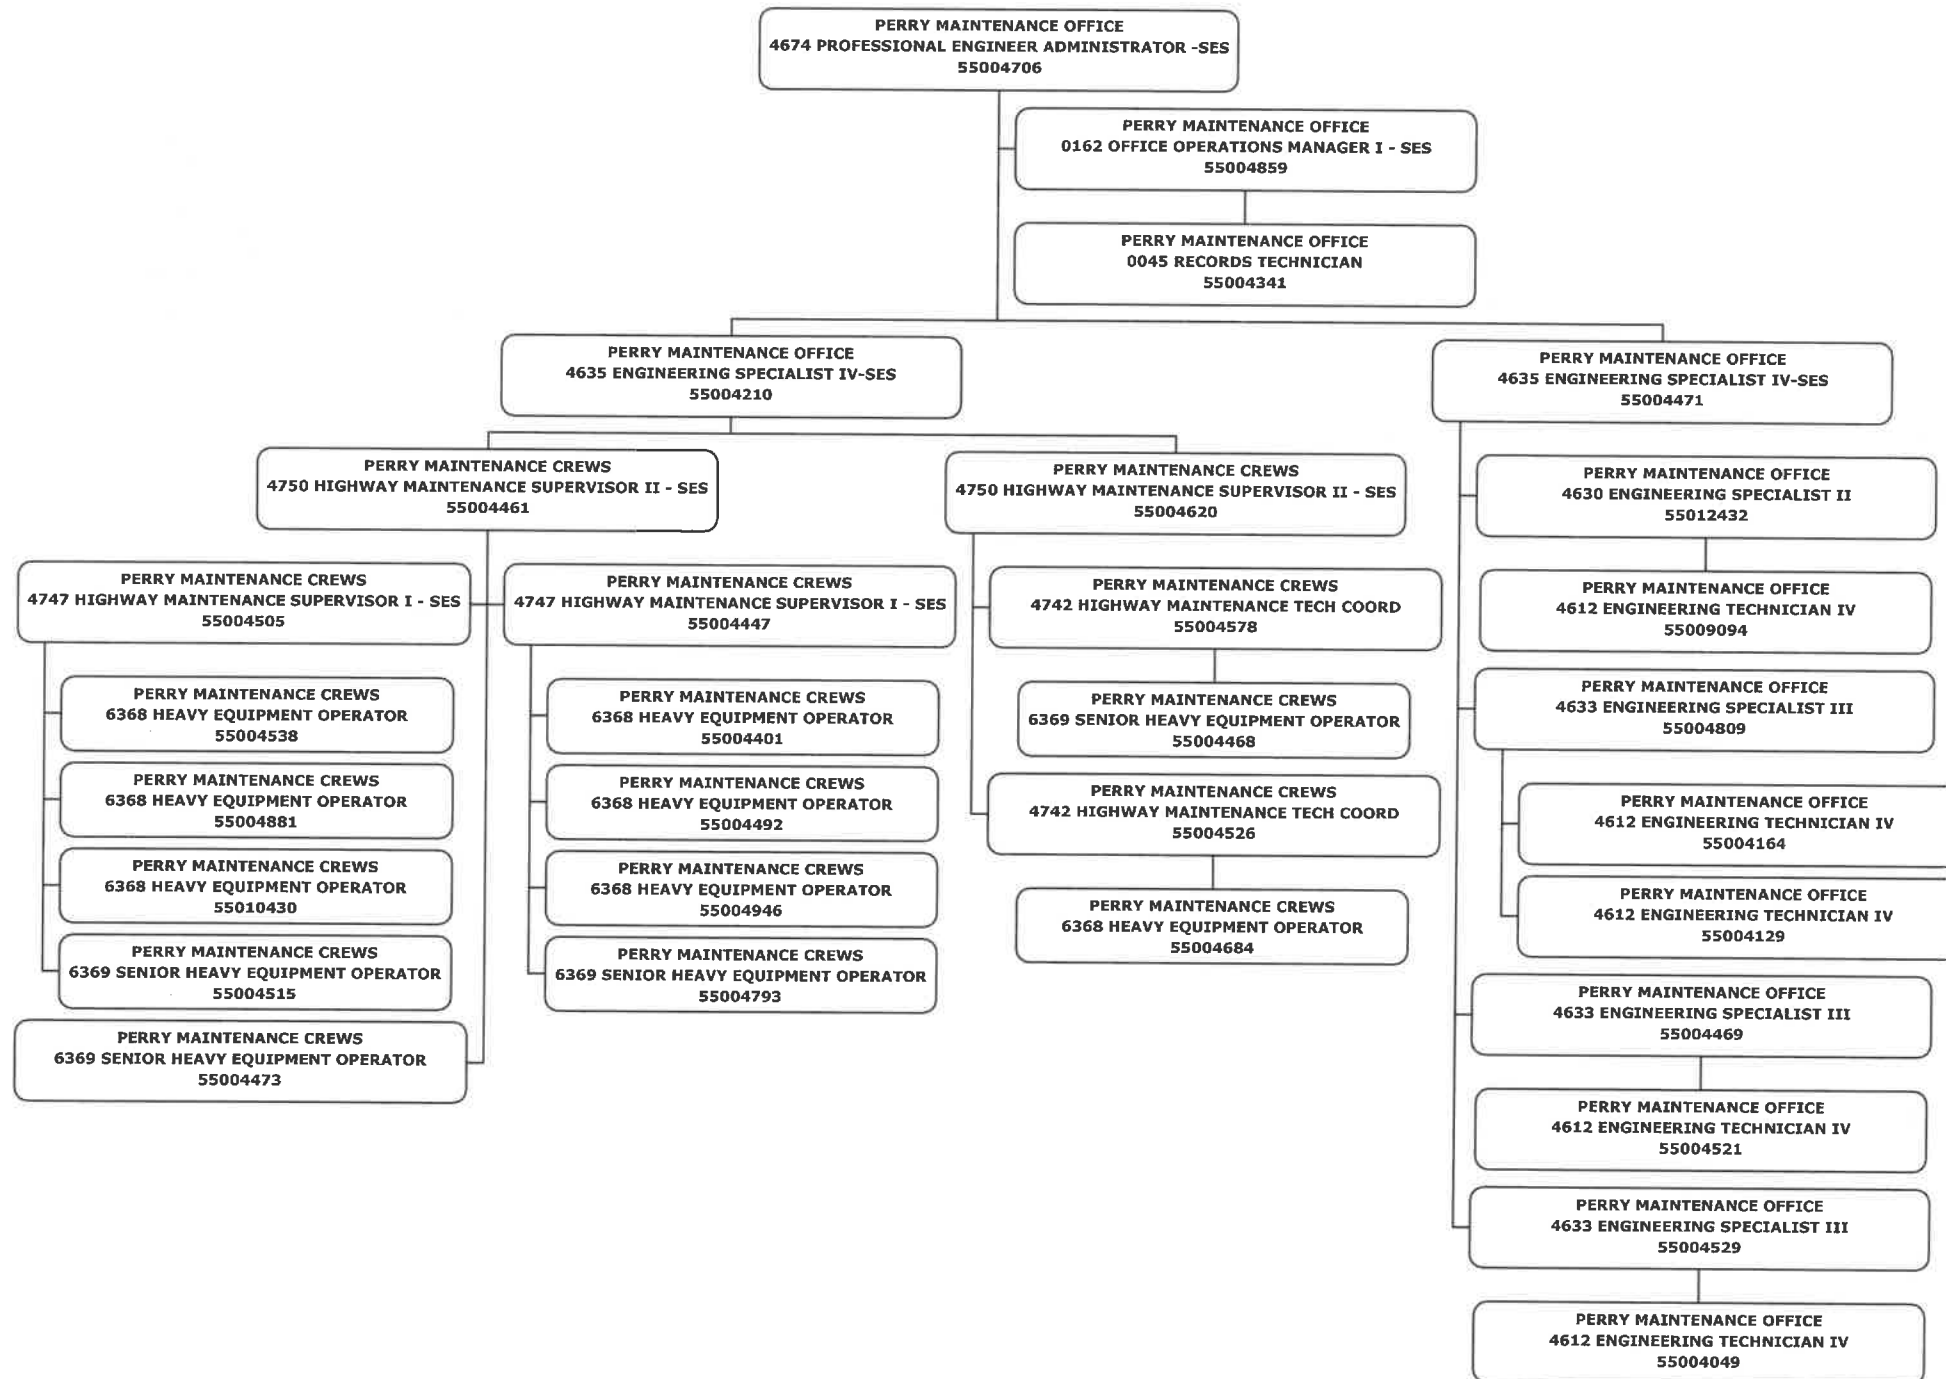 PERRY MAINTENANCE OFFICE
4674 PROFESSIONAL ENGINEER ADMINISTRATOR -SES
55004706
PERRY MAINTENANCE OFFICE
0162 OFFICE OPERATIONS MANAGER I - SES
55004859
PERRY MAINTENANCE OFFICE
0045 RECORDS TECHNICIAN
55004341
PERRY MAINTENANCE OFFICE
4635 ENGINEERING SPECIALIST IV-SES
55004210
PERRY MAINTENANCE CREWS
4750 HIGHWAY MAINTENANCE SUPERVISOR II - SES
55004461
PERRY MAINTENANCE CREWS
4747 HIGHWAY MAINTENANCE SUPERVISOR I - SES
55004505
PERRY MAINTENANCE CREWS
6368 HEAVY EQUIPMENT OPERATOR
55004538
PERRY MAINTENANCE CREWS
6368 HEAVY EQUIPMENT OPERATOR
55004881
PERRY MAINTENANCE CREWS
6368 HEAVY EQUIPMENT OPERATOR
55010430
PERRY MAINTENANCE CREWS
6369 SENIOR HEAVY EQUIPMENT OPERATOR
55004515
PERRY MAINTENANCE CREWS
6369 SENIOR HEAVY EQUIPMENT OPERATOR
55004473
PERRY MAINTENANCE CREWS
4747 HIGHWAY MAINTENANCE SUPERVISOR I - SES
55004447
PERRY MAINTENANCE CREWS
6368 HEAVY EQUIPMENT OPERATOR
55004401
PERRY MAINTENANCE CREWS
6368 HEAVY EQUIPMENT OPERATOR
55004492
PERRY MAINTENANCE CREWS
6368 HEAVY EQUIPMENT OPERATOR
55004946
PERRY MAINTENANCE CREWS
6369 SENIOR HEAVY EQUIPMENT OPERATOR
55004793
PERRY MAINTENANCE CREWS
4750 HIGHWAY MAINTENANCE SUPERVISOR II - SES
55004620
PERRY MAINTENANCE CREWS
4742 HIGHWAY MAINTENANCE TECH COORD
55004578
PERRY MAINTENANCE CREWS
6369 SENIOR HEAVY EQUIPMENT OPERATOR
55004468
PERRY MAINTENANCE CREWS
4742 HIGHWAY MAINTENANCE TECH COORD
55004526
PERRY MAINTENANCE CREWS
6368 HEAVY EQUIPMENT OPERATOR
55004684
PERRY MAINTENANCE OFFICE
4635 ENGINEERING SPECIALIST IV-SES
55004471
PERRY MAINTENANCE OFFICE
4630 ENGINEERING SPECIALIST II
55012432
PERRY MAINTENANCE OFFICE
4612 ENGINEERING TECHNICIAN IV
55009094
PERRY MAINTENANCE OFFICE
4633 ENGINEERING SPECIALIST III
55004809
PERRY MAINTENANCE OFFICE
4612 ENGINEERING TECHNICIAN IV
55004164
PERRY MAINTENANCE OFFICE
4612 ENGINEERING TECHNICIAN IV
55004129
PERRY MAINTENANCE OFFICE
4633 ENGINEERING SPECIALIST III
55004469
PERRY MAINTENANCE OFFICE
4612 ENGINEERING TECHNICIAN IV
55004521
PERRY MAINTENANCE OFFICE
4633 ENGINEERING SPECIALIST III
55004529
PERRY MAINTENANCE OFFICE
4612 ENGINEERING TECHNICIAN IV
55004049